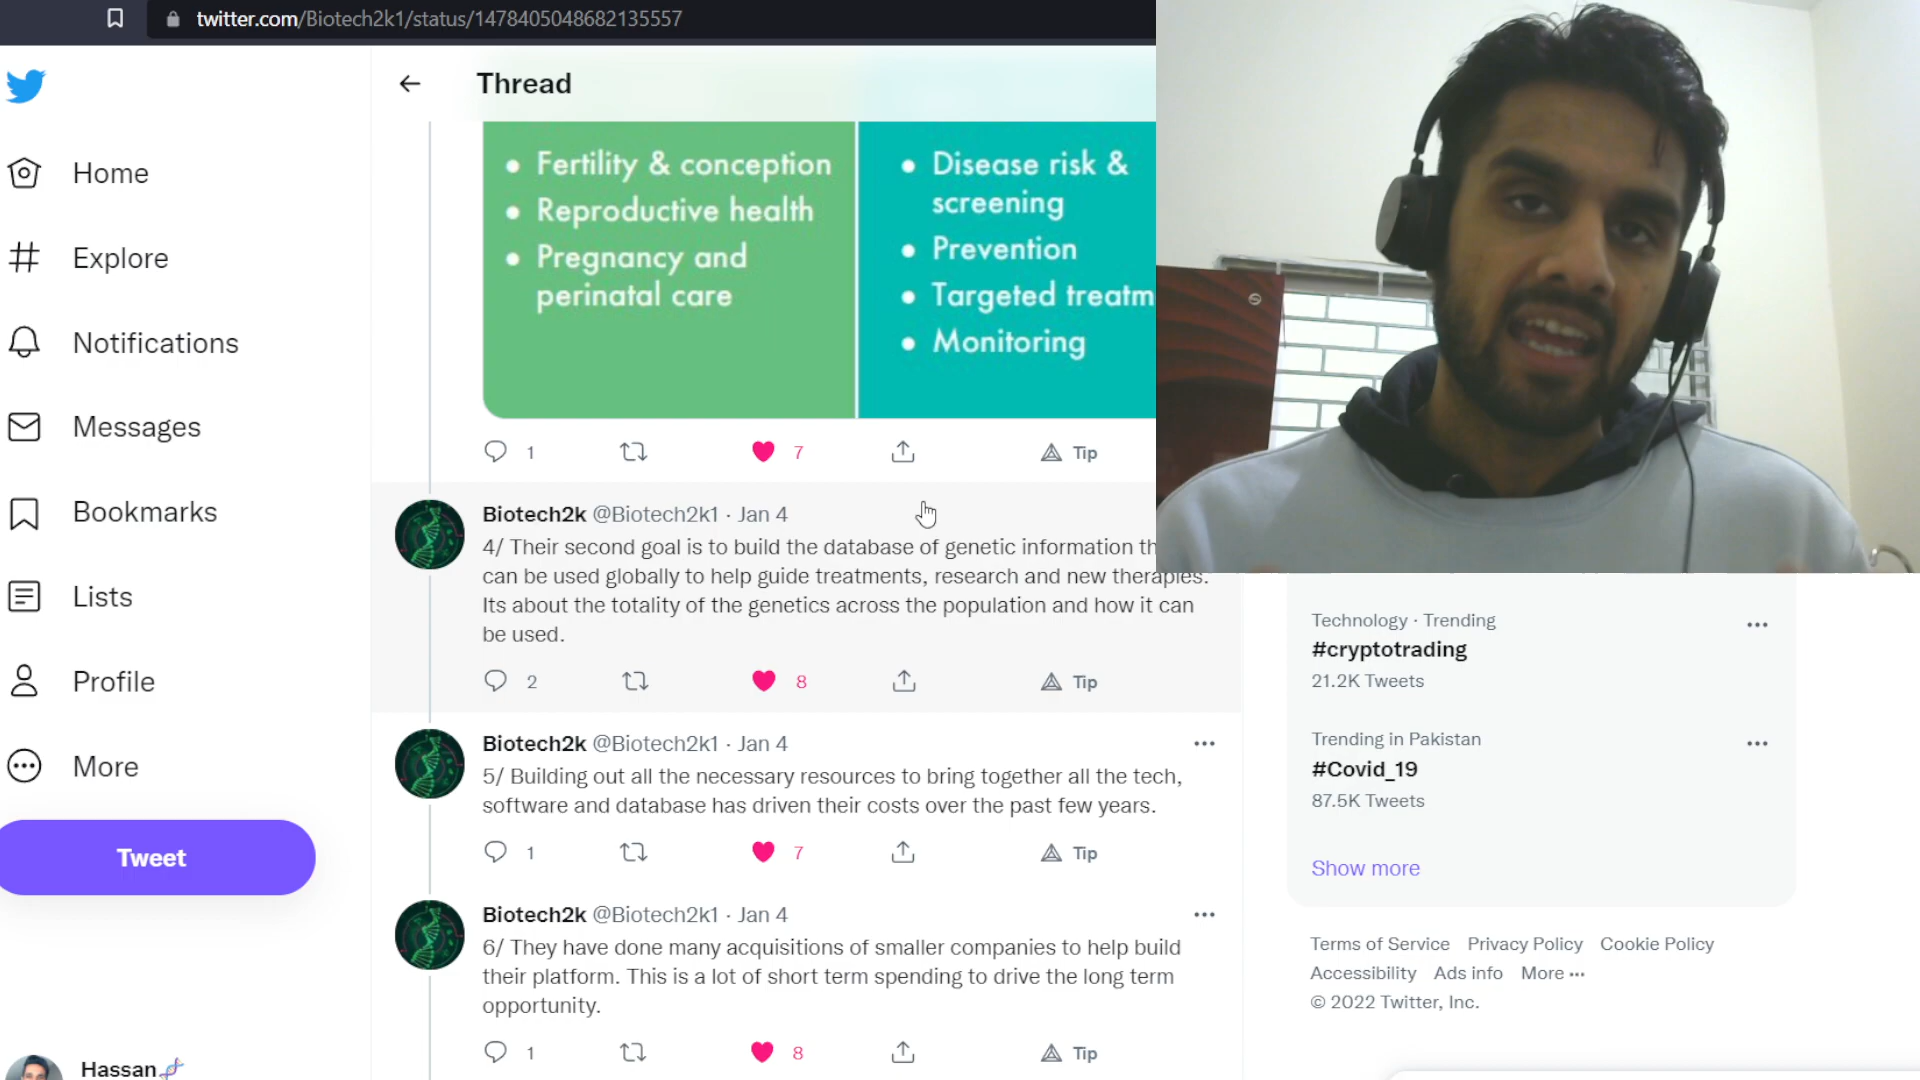 twitter.com/Biotech2k1/status/1478405048682135557
Thread
Home
Explore
Notifications
Messages
Bookmarks
Lists
Profile
More
Tweet
Hassan
• Fertility & conception
• Reproductive health
• Pregnancy and
perinatal care
• Disease risk &
screening
• Prevention
• Targeted treatm
• Monitoring
1
7
Tip
Biotech2k @Biotech2k1 · Jan 4
4/ Their second goal is to build the database of genetic information th
can be used globally to help guide treatments, research and new therapies.
Its about the totality of the genetics across the population and how it can
be used.
2
8
Tip
Biotech2k @Biotech2k1 · Jan 4
5/ Building out all the necessary resources to bring together all the tech,
software and database has driven their costs over the past few years.
1
7
Tip
Biotech2k @Biotech2k1 · Jan 4
6/ They have done many acquisitions of smaller companies to help build
their platform. This is a lot of short term spending to drive the long term
opportunity.
1
8
Tip
Technology · Trending
#cryptotrading
21.2K Tweets
Trending in Pakistan
#Covid_19
87.5K Tweets
Show more
Terms of Service Privacy Policy Cookie Policy
Accessibility Ads info More ···
© 2022 Twitter, Inc.